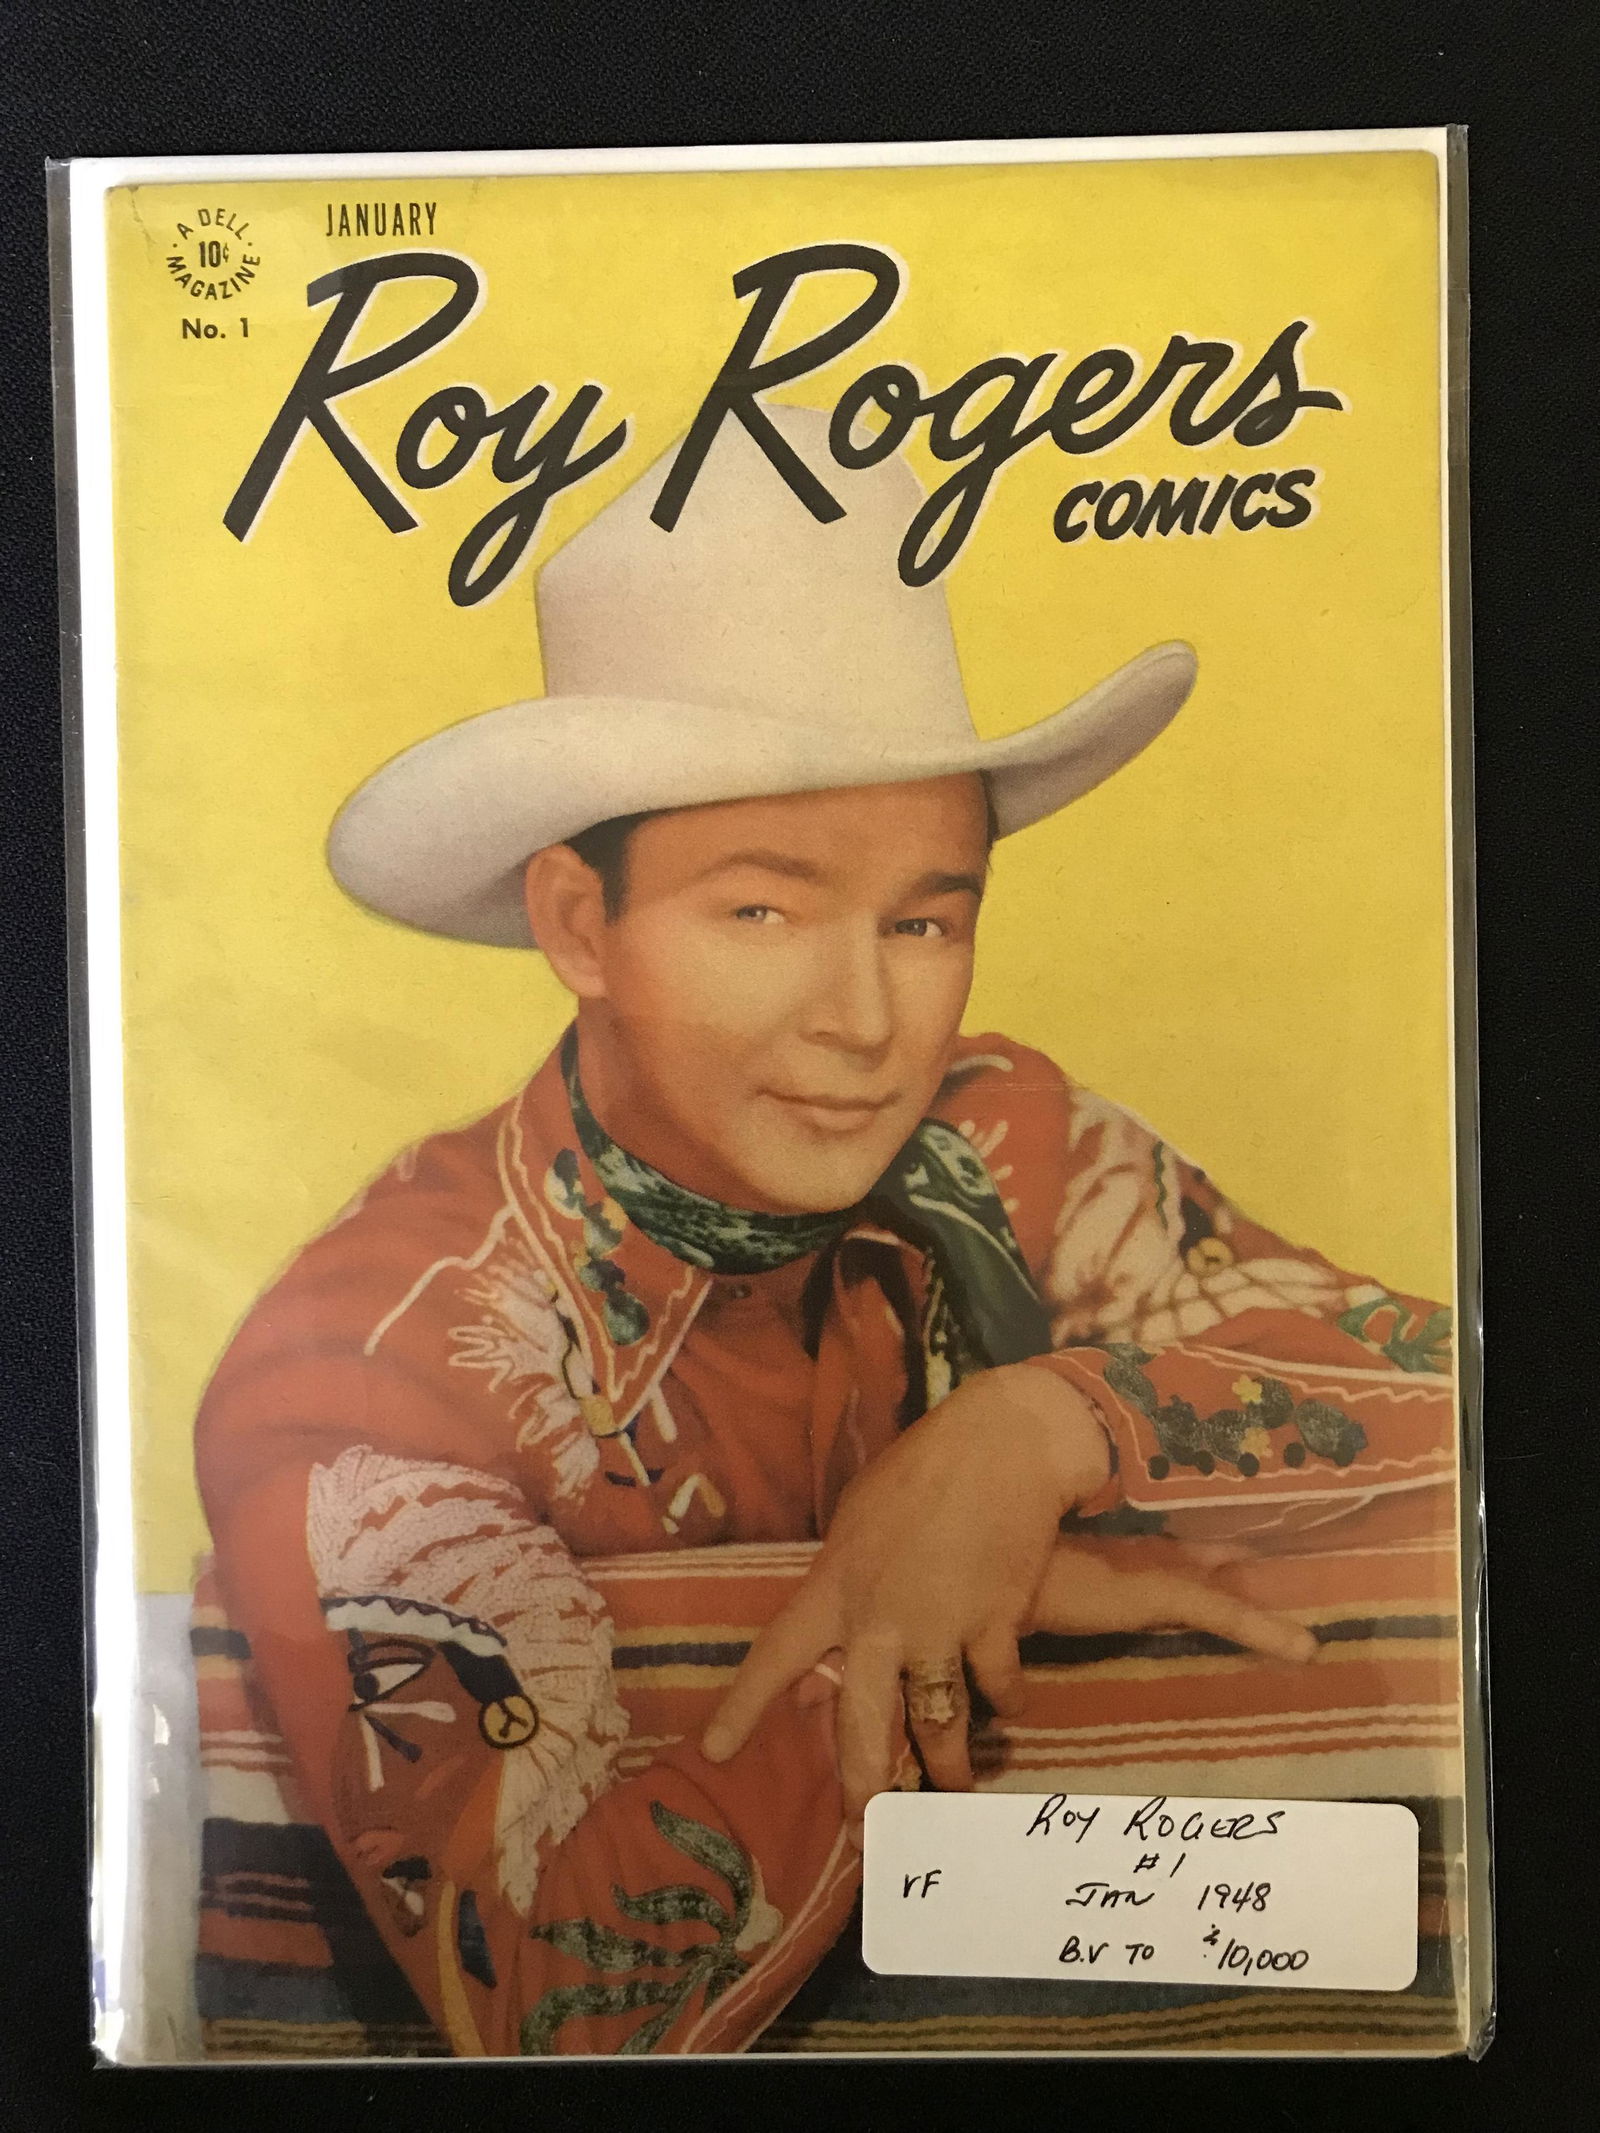 JANUARY
A DELL
10¢
MAGAZINE
No. 1
Roy Rogers
COMICS
ROY ROGERS
#1
VF
JAN 1948
B.V TO $10,000